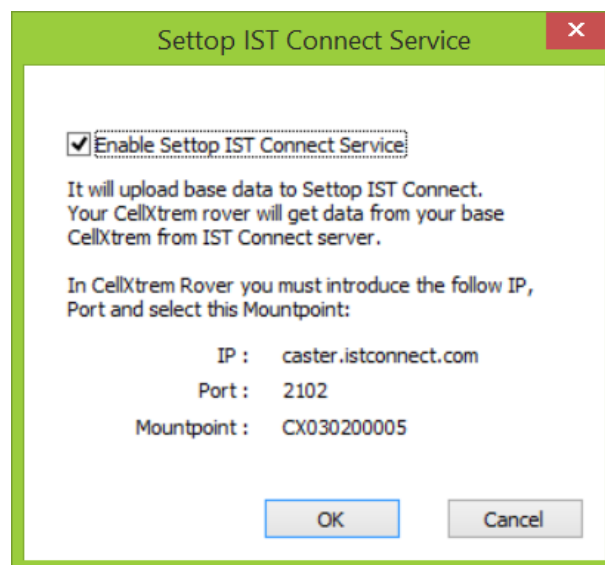 Settop IST Connect Service
Enable Settop IST Connect Service
It will upload base data to Settop IST Connect.
Your CellXtrem rover will get data from your base
CellXtrem from IST Connect server.
In CellXtrem Rover you must introduce the follow IP,
Port and select this Mountpoint:
IP : caster.istconnect.com
Port : 2102
Mountpoint : CX030200005
OK Cancel